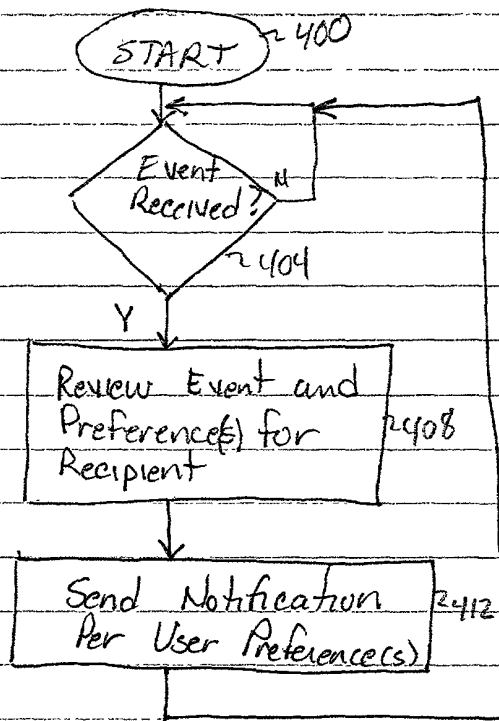 START
400
Event
Received?
N
404
Y
Review Event and
Preference(s) for
Recipient
408
Send Notification
Per User Preference(s)
412